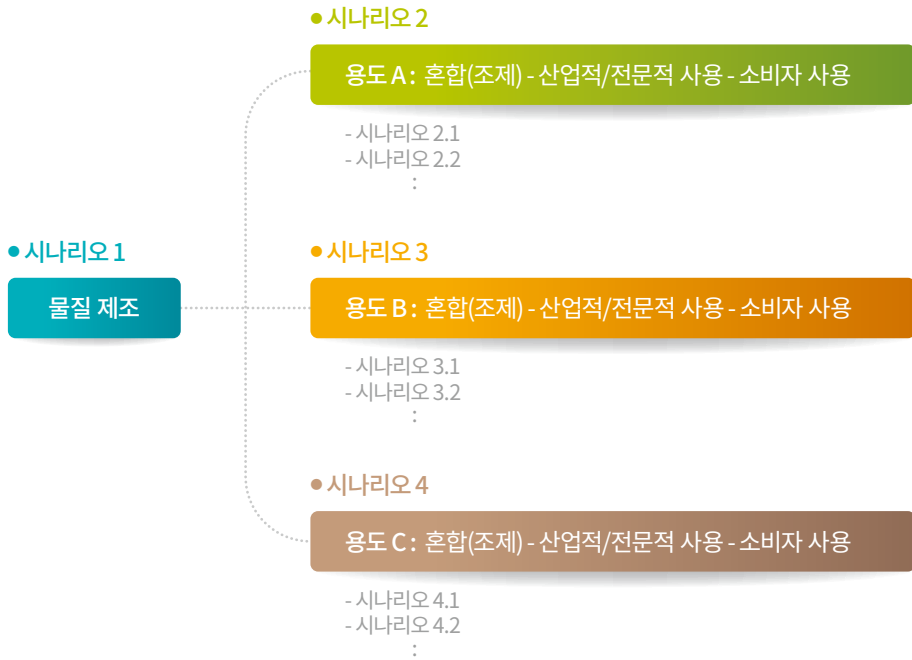 ● 시나리오 2
용도 A : 혼합(조제) - 산업적/전문적 사용 - 소비자 사용
- 시나리오 2.1
- 시나리오 2.2
:
● 시나리오 1
물질 제조
● 시나리오 3
용도 B : 혼합(조제) - 산업적/전문적 사용 - 소비자 사용
- 시나리오 3.1
- 시나리오 3.2
:
● 시나리오 4
용도 C : 혼합(조제) - 산업적/전문적 사용 - 소비자 사용
- 시나리오 4.1
- 시나리오 4.2
: